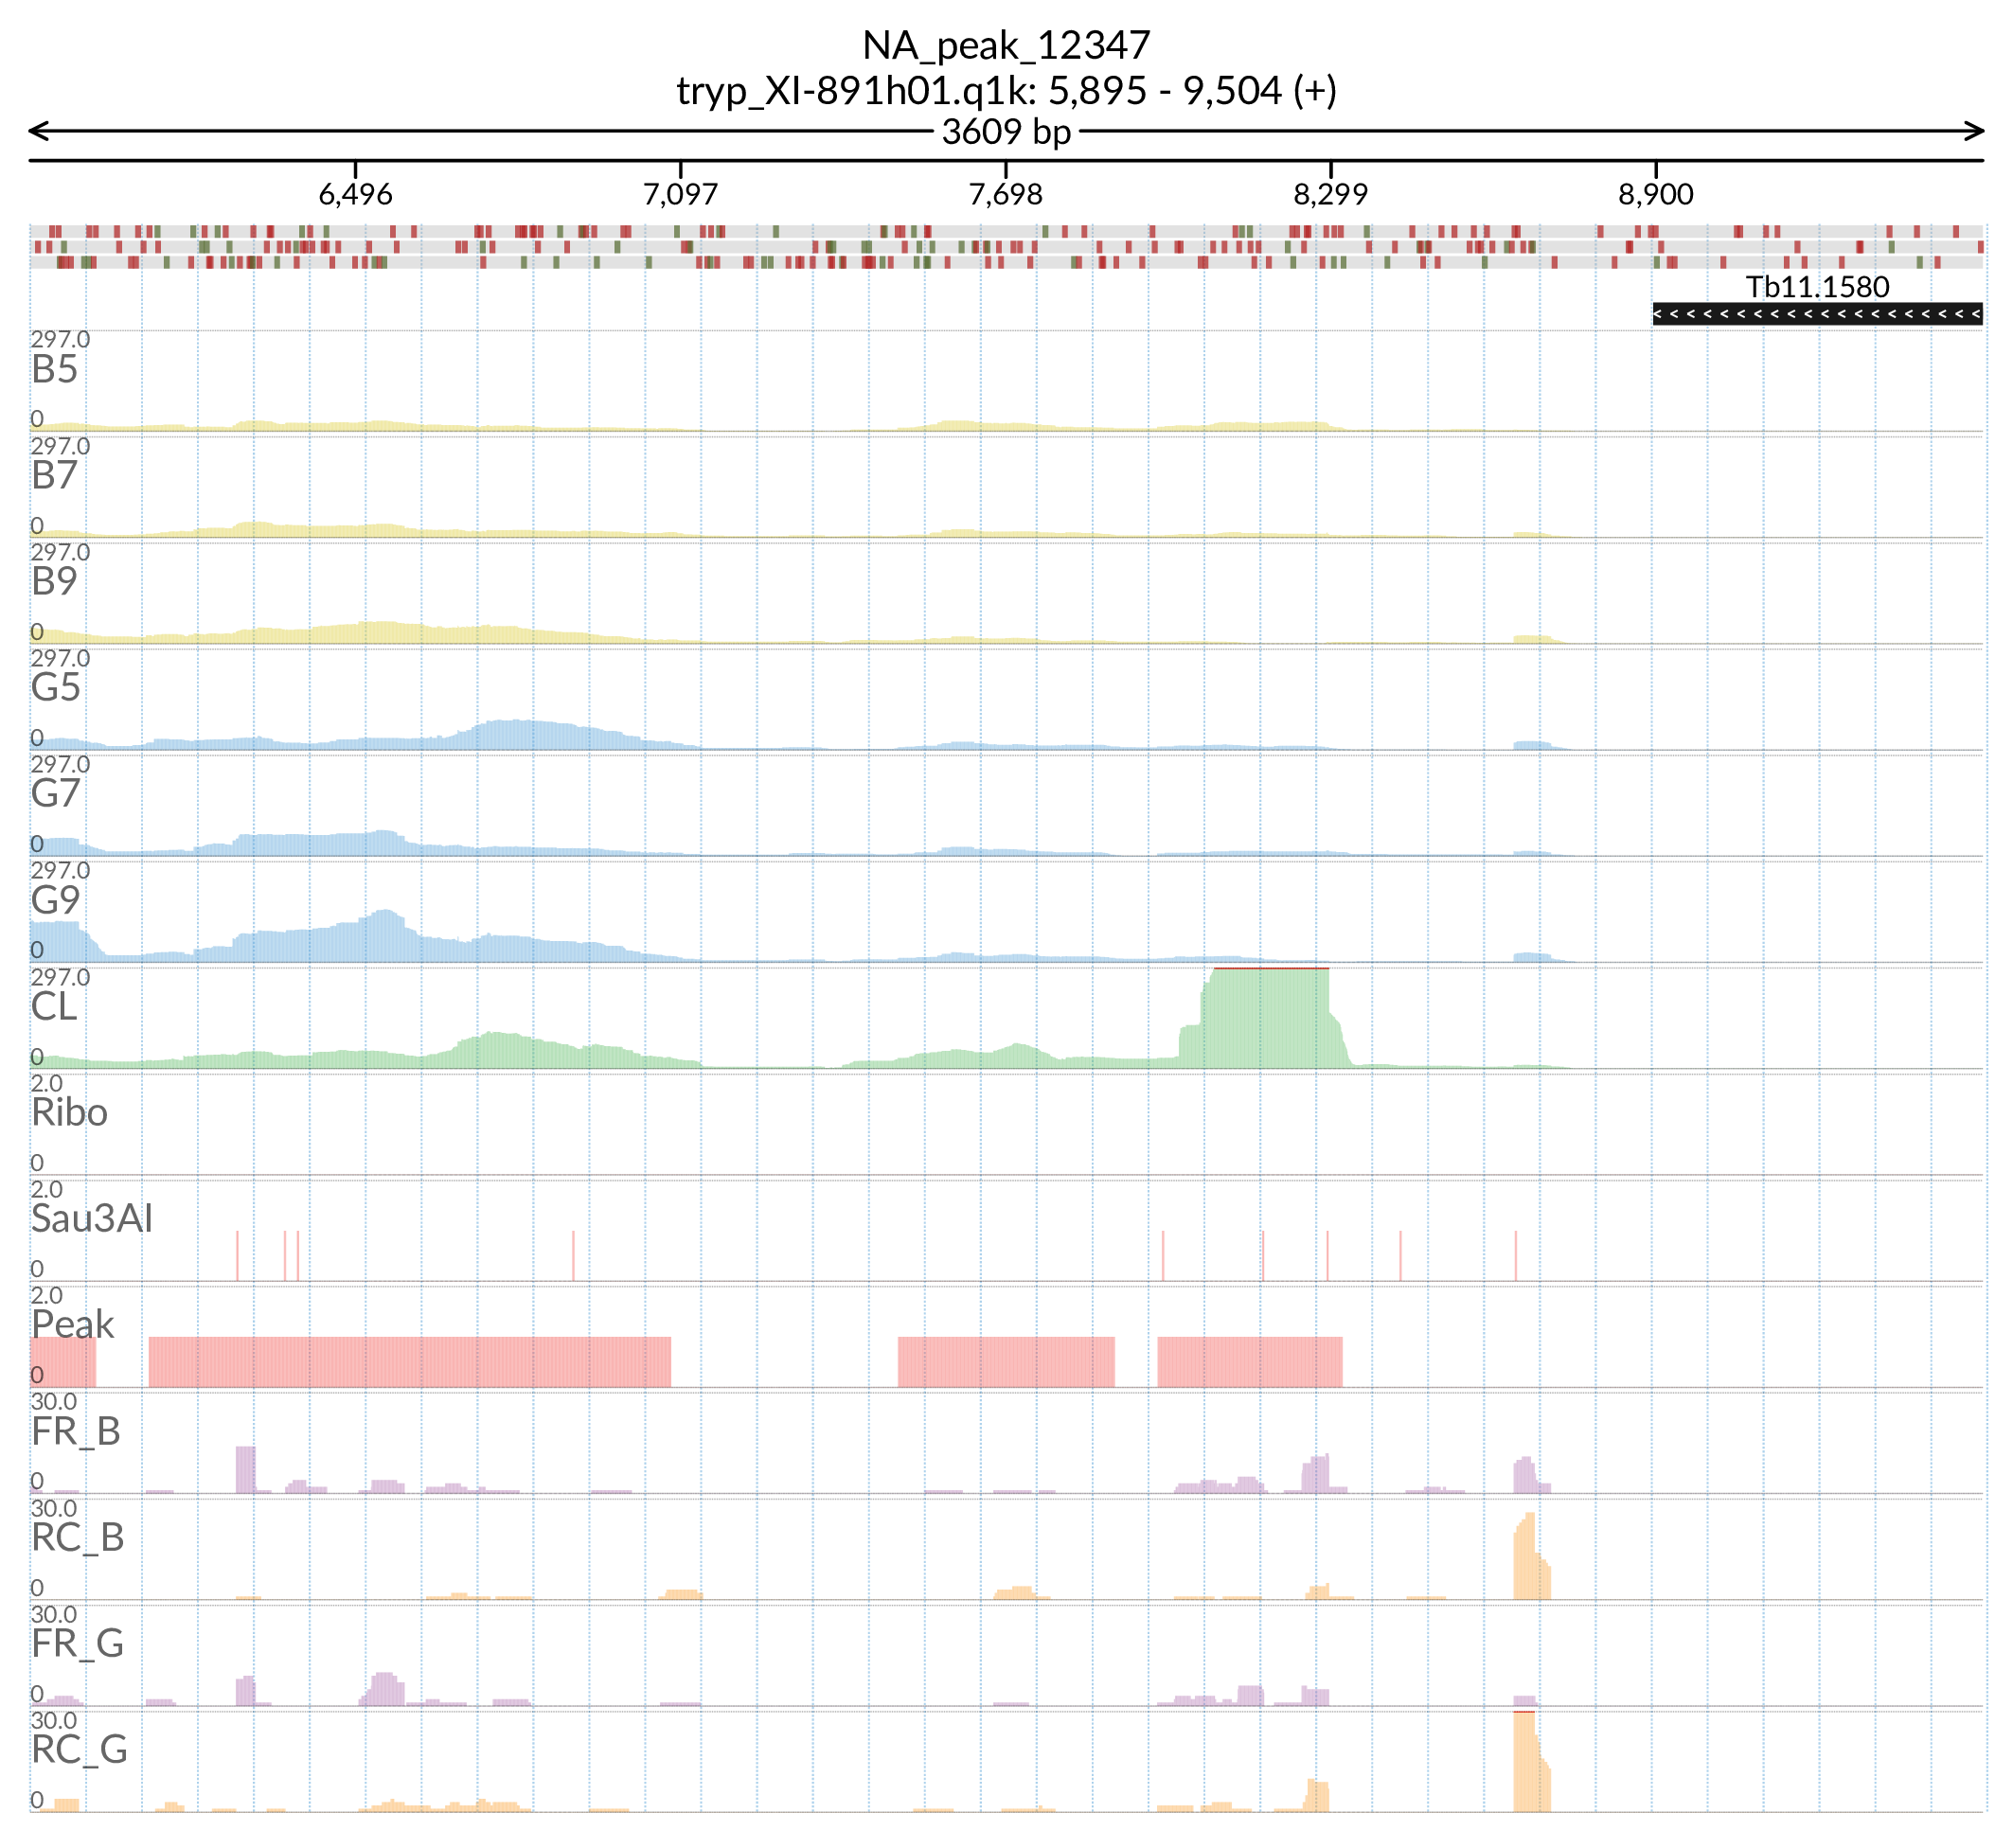 NA_peak_12347
tryp_XI-891h01.q1k: 5,895 - 9,504 (+)
3609 bp
6,496 7,097 7,698 8,299 8,900
Tb11.1580
< < < < < < < < < < < < < < < < < < < <
297.0
B5
0
297.0
B7
0
297.0
B9
0
297.0
G5
0
297.0
G7
0
297.0
G9
0
297.0
CL
0
2.0
Ribo
0
2.0
Sau3AI
0
2.0
Peak
0
30.0
FR_B
0
30.0
RC_B
0
30.0
FR_G
0
30.0
RC_G
0